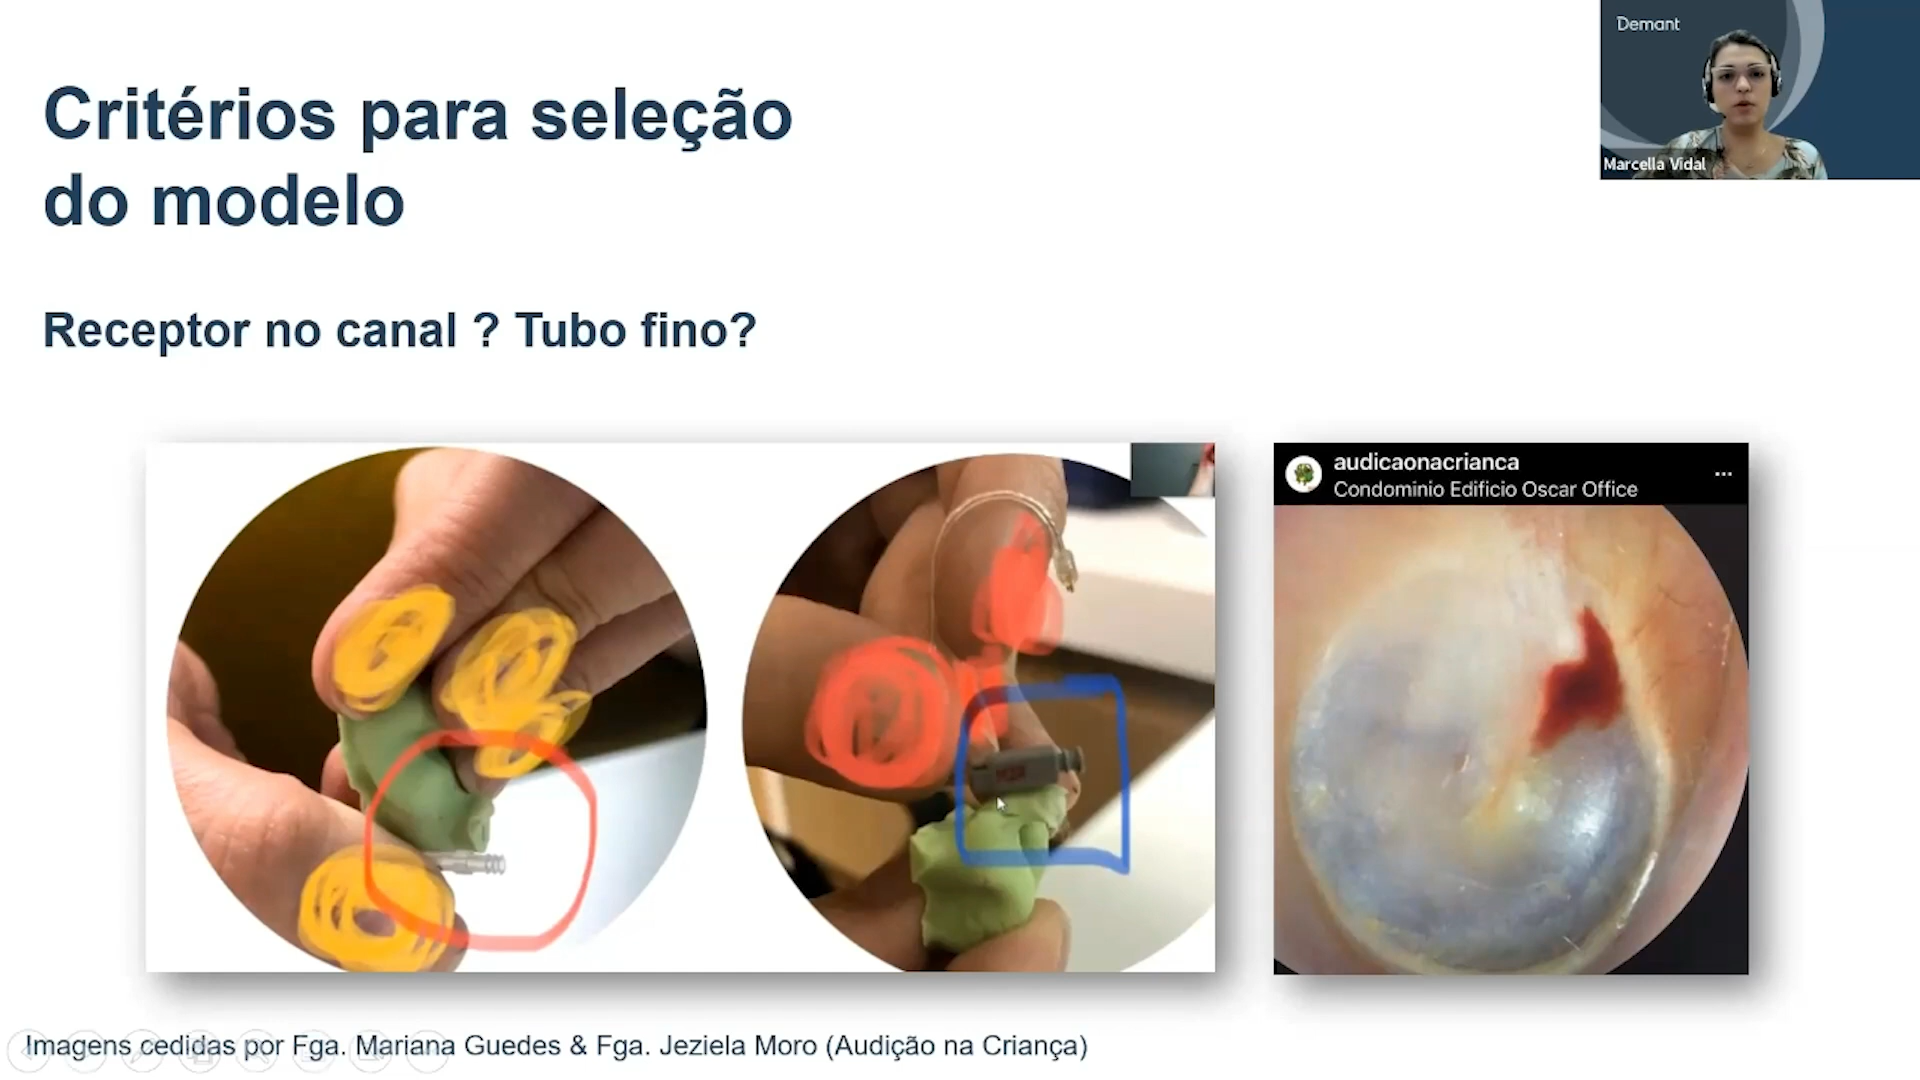 Demant
Marcella Vidal
Critérios para seleção
do modelo
Receptor no canal ? Tubo fino?
audicaonacrianca
Condominio Edificio Oscar Office
Imagens cedidas por Fga. Mariana Guedes & Fga. Jeziela Moro (Audição na Criança)